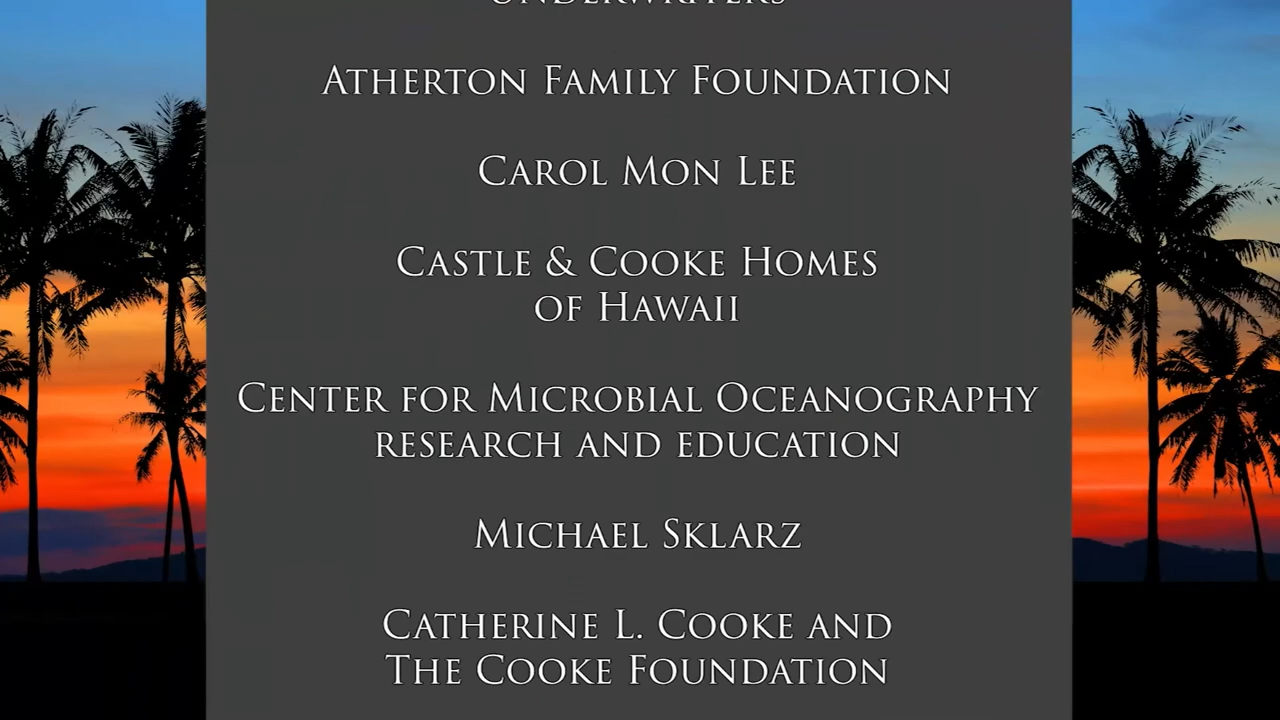 UNDERWRITERS
ATHERTON FAMILY FOUNDATION
CAROL MON LEE
CASTLE & COOKE HOMES
OF HAWAII
CENTER FOR MICROBIAL OCEANOGRAPHY
RESEARCH AND EDUCATION
MICHAEL SKLARZ
CATHERINE L. COOKE AND
THE COOKE FOUNDATION